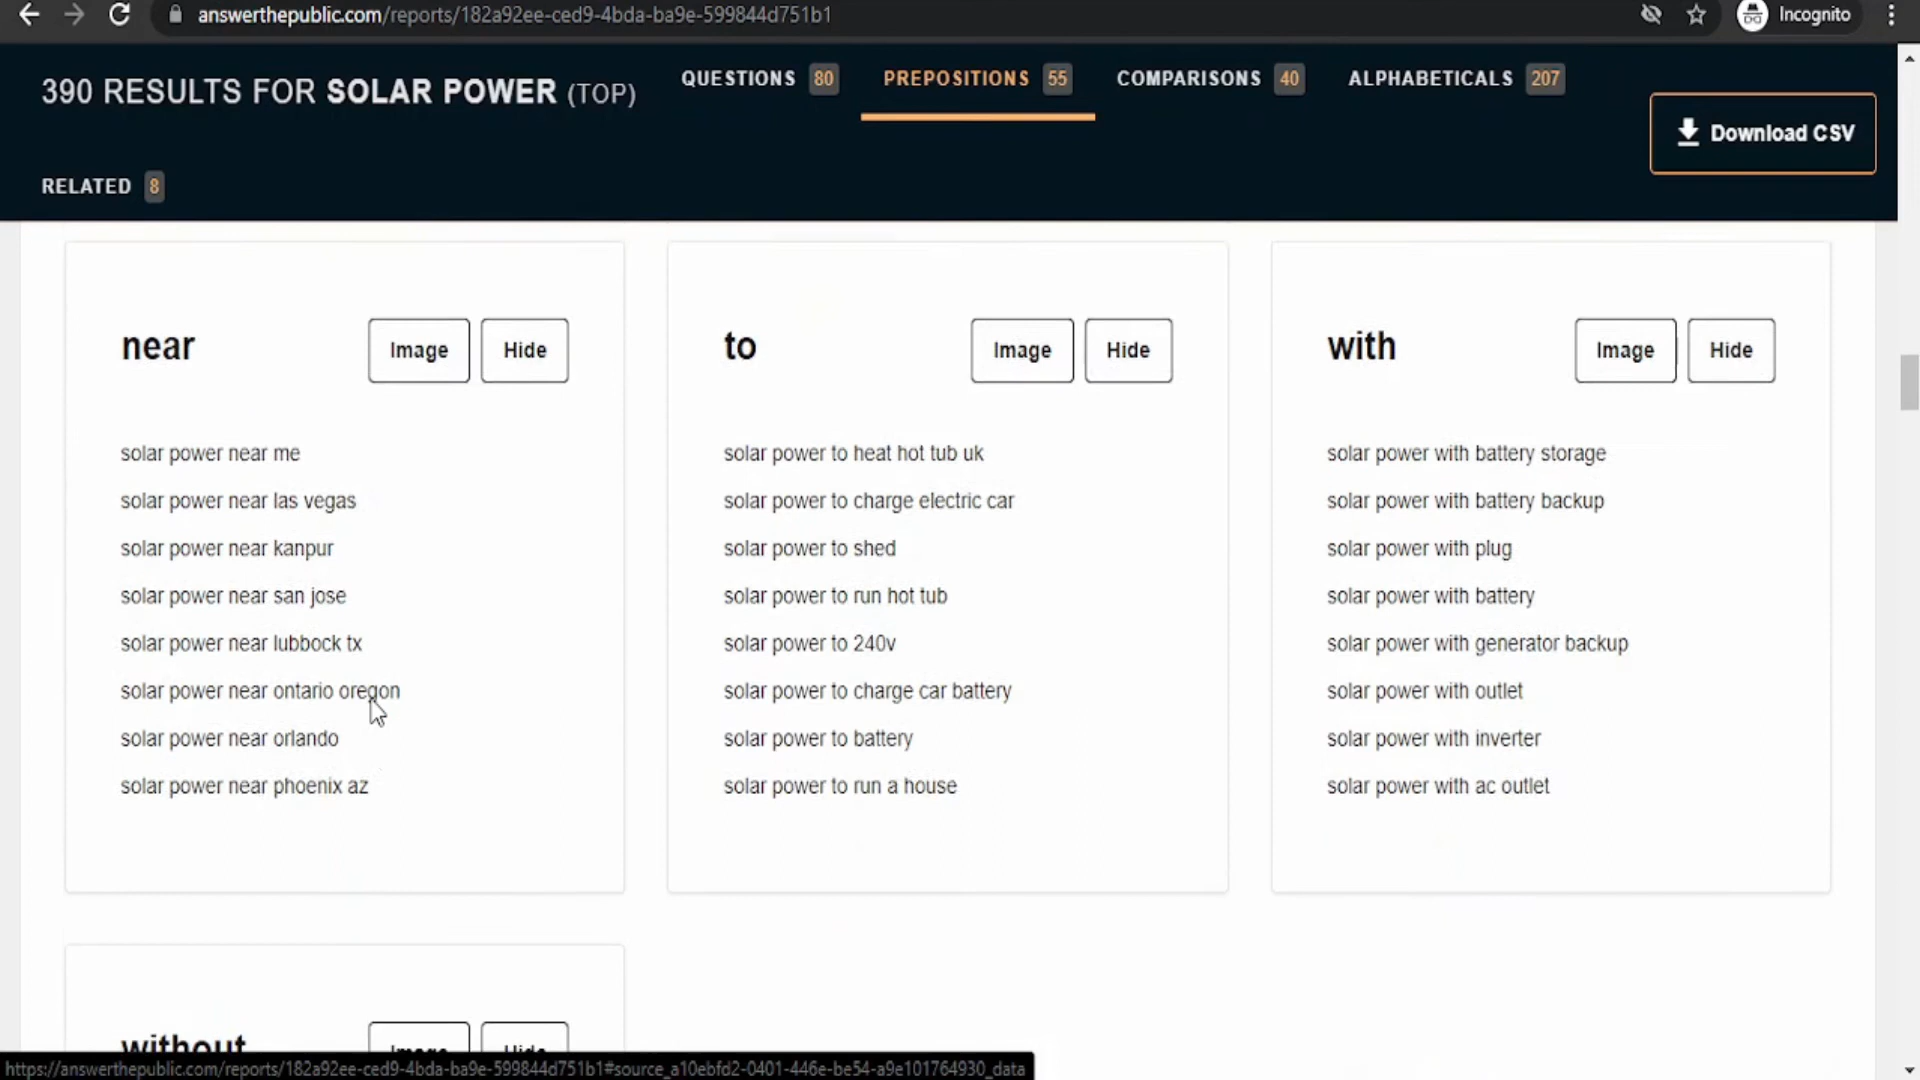 answerthepublic.com/reports/182a92ee-ced9-4bda-ba9e-599844d751b1
Incognito
390 RESULTS FOR SOLAR POWER (TOP)
QUESTIONS 80
PREPOSITIONS 55
COMPARISONS 40
ALPHABETICALS 207
Download CSV
RELATED 8
near
Image
Hide
solar power near me
solar power near las vegas
solar power near kanpur
solar power near san jose
solar power near lubbock tx
solar power near ontario oregon
solar power near orlando
solar power near phoenix az
to
Image
Hide
solar power to heat hot tub uk
solar power to charge electric car
solar power to shed
solar power to run hot tub
solar power to 240v
solar power to charge car battery
solar power to battery
solar power to run a house
with
Image
Hide
solar power with battery storage
solar power with battery backup
solar power with plug
solar power with battery
solar power with generator backup
solar power with outlet
solar power with inverter
solar power with ac outlet
without
Image
Hide
https://answerthepublic.com/reports/182a92ee-ced9-4bda-ba9e-599844d751b1#source_a10ebfd2-0401-446e-be54-a9e101764930_data